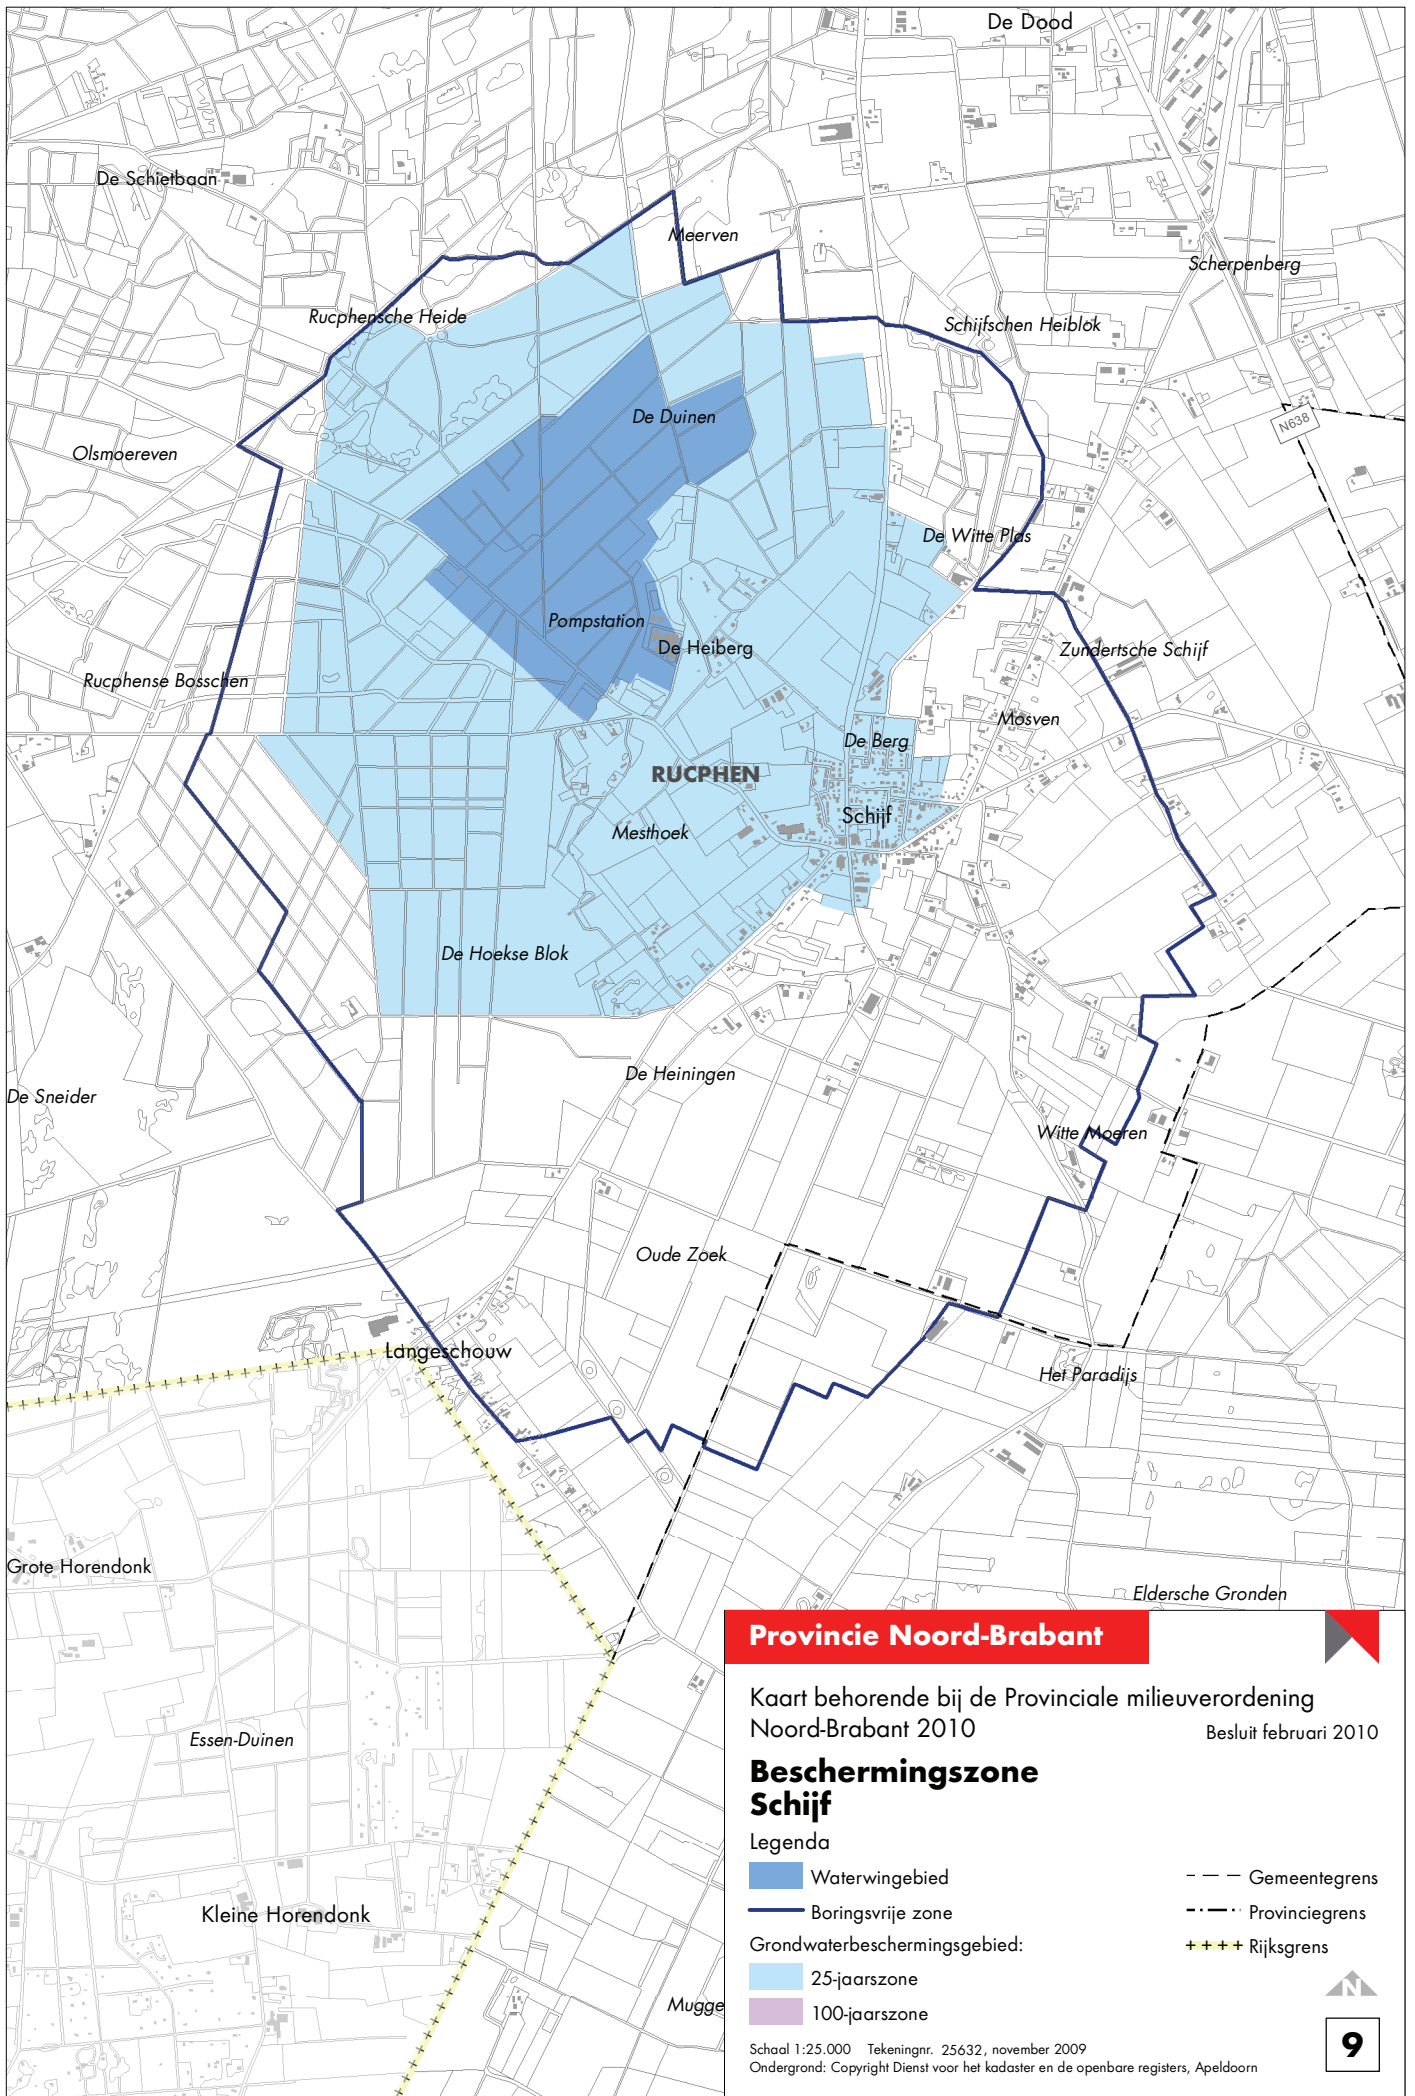 De Dood
De Schietbaan
Meerven
Scherpenberg
Rucphensche Heide
Schijfschen Heiblok
De Duinen
N638
Olsmoereven
De Witte Plas
Pompstation
De Heiberg
Zundertsche Schijf
Rucphense Bosschen
Mosven
De Berg
RUCPHEN
Schijf
Mesthoek
De Hoekse Blok
De Heiningen
De Sneider
Witte Moeren
Oude Zoek
Langeschouw
Het Paradijs
Grote Horendonk
Eldersche Gronden
Essen-Duinen
Kleine Horendonk
Mugge
Provincie Noord-Brabant
Kaart behorende bij de Provinciale milieuverordening
Noord-Brabant 2010
Besluit februari 2010
Beschermingszone
Schijf
Legenda
Waterwingebied
Boringsvrije zone
Grondwaterbeschermingsgebied:
25-jaarszone
100-jaarszone
Gemeentegrens
Provinciegrens
Rijksgrens
N
9
Schaal 1:25.000 Tekeningnr. 25632, november 2009
Ondergrond: Copyright Dienst voor het kadaster en de openbare registers, Apeldoorn